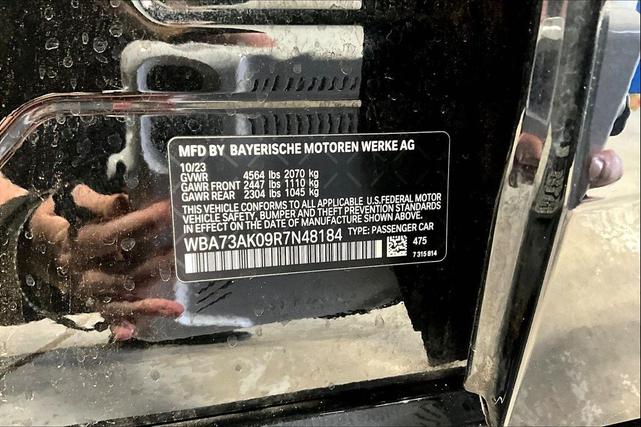 MFD BY BAYERISCHE MOTOREN WERKE AG
10/23
GVWR 4564 lbs 2070 kg
GAWR FRONT 2447 lbs 1110 kg
GAWR REAR 2304 lbs 1045 kg
THIS VEHICLE CONFORMS TO ALL APPLICABLE U.S.FEDERAL MOTOR
VEHICLE SAFETY, BUMPER AND THEFT PREVENTION STANDARDS
IN EFFECT ON THE DATE OF MANUFACTURE SHOWN ABOVE.
WBA73AK09R7N48184 TYPE: PASSENGER CAR
475
7 315 814